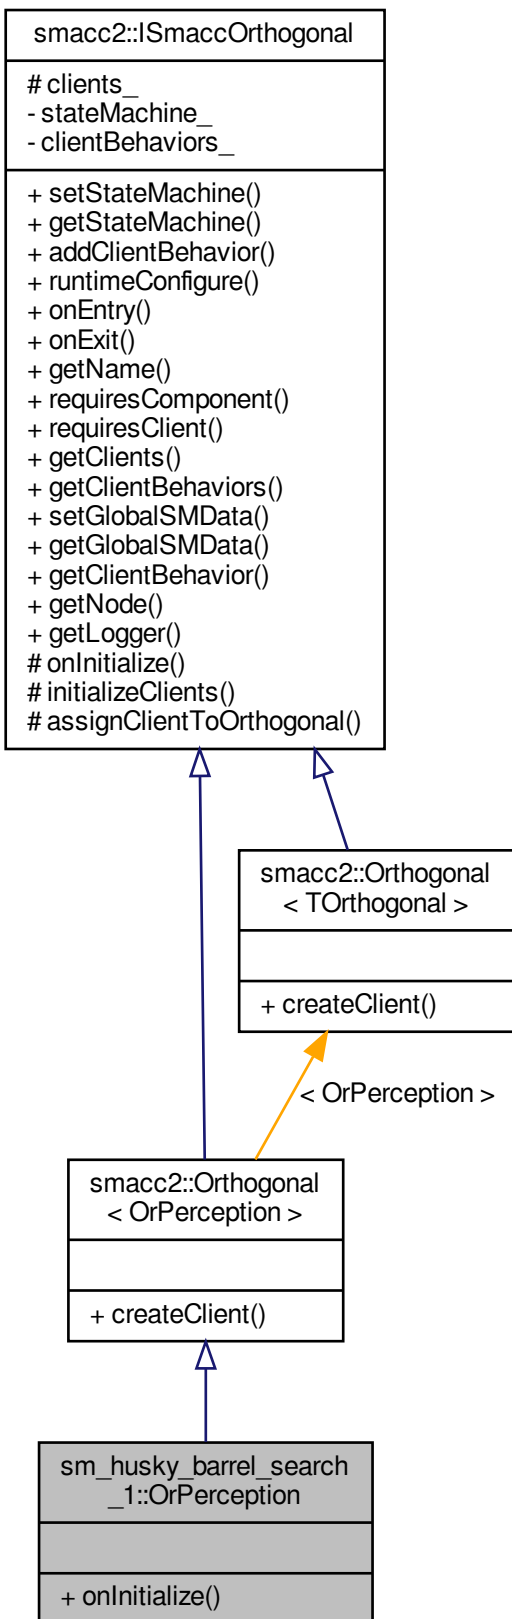 smacc2::ISmaccOrthogonal
# clients_
- stateMachine_
- clientBehaviors_
+ setStateMachine()
+ getStateMachine()
+ addClientBehavior()
+ runtimeConfigure()
+ onEntry()
+ onExit()
+ getName()
+ requiresComponent()
+ requiresClient()
+ getClients()
+ getClientBehaviors()
+ setGlobalSMData()
+ getGlobalSMData()
+ getClientBehavior()
+ getNode()
+ getLogger()
# onInitialize()
# initializeClients()
# assignClientToOrthogonal()
smacc2::Orthogonal
< TOrthogonal >
+ createClient()
< OrPerception >
smacc2::Orthogonal
< OrPerception >
+ createClient()
sm_husky_barrel_search
_1::OrPerception
+ onInitialize()